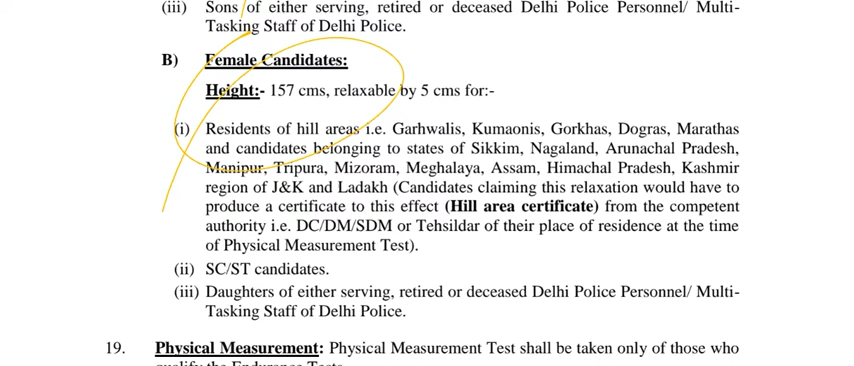 (iii) Sons of either serving, retired or deceased Delhi Police Personnel/ Multi-
Tasking Staff of Delhi Police.
B) Female Candidates:
Height:- 157 cms, relaxable by 5 cms for:-
(i) Residents of hill areas i.e. Garhwalis, Kumaonis, Gorkhas, Dogras, Marathas
and candidates belonging to states of Sikkim, Nagaland, Arunachal Pradesh,
Manipur, Tripura, Mizoram, Meghalaya, Assam, Himachal Pradesh, Kashmir
region of J&K and Ladakh (Candidates claiming this relaxation would have to
produce a certificate to this effect (Hill area certificate) from the competent
authority i.e. DC/DM/SDM or Tehsildar of their place of residence at the time
of Physical Measurement Test).
(ii) SC/ST candidates.
(iii) Daughters of either serving, retired or deceased Delhi Police Personnel/ Multi-
Tasking Staff of Delhi Police.
19. Physical Measurement: Physical Measurement Test shall be taken only of those who
qualify the Endurance Tests.